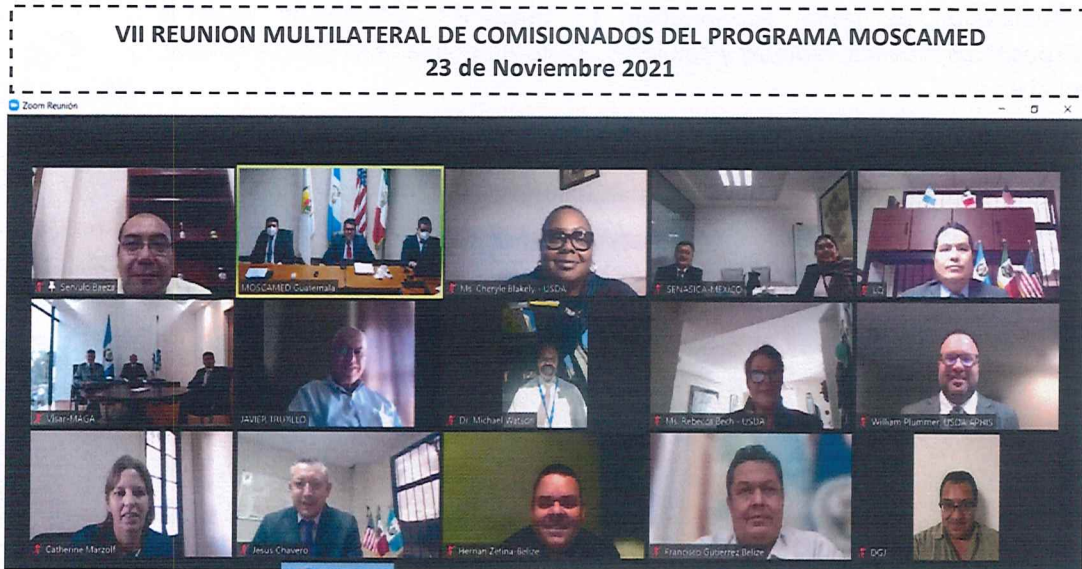 VII REUNION MULTILATERAL DE COMISIONADOS DEL PROGRAMA MOSCAMED
23 de Noviembre 2021
Zoom Reunión
Servulo Baeza
MOSCAMED Guatemala
Ms. Cheryle Blakely - USDA
SENASICA-MEXICO
Visar-MAGA
JAVIER TRUJILLO
Dr. Michael Watson
Ms. Rebecca Bech - USDA
William Plummer, USDA APHIS
Catherine Marzolf
Jesus Chavero
Hernan Zetina-Belize
Francisco Gutierrez Belize
DGJ